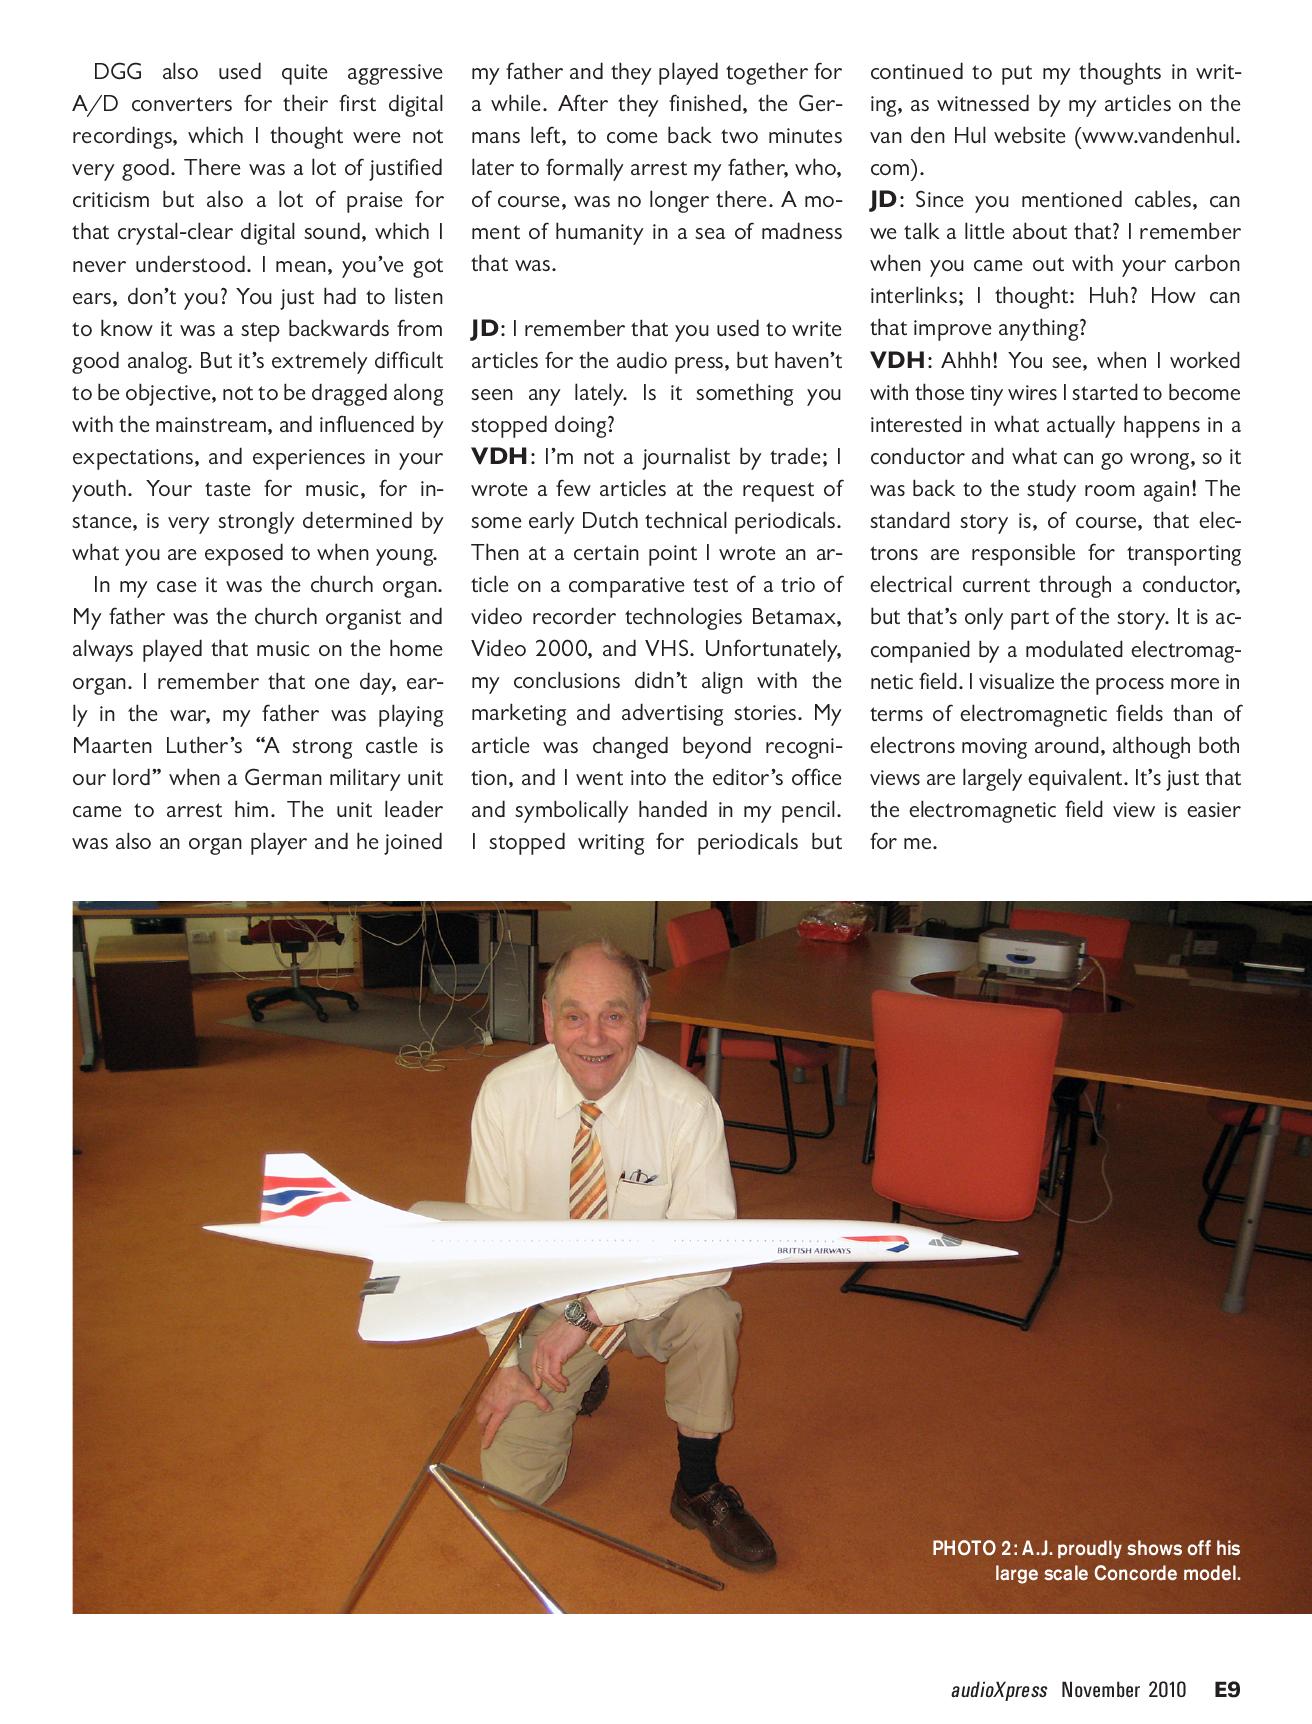 DGG also used quite aggressive
A/D converters for their first digital
recordings, which I thought were not
very good. There was a lot of justified
criticism but also a lot of praise for
that crystal-clear digital sound, which I
never understood. I mean, you've got
ears, don't you? You just had to listen
to know it was a step backwards from
good analog. But it's extremely difficult
to be objective, not to be dragged along
with the mainstream, and influenced by
expectations, and experiences in your
youth. Your taste for music, for in-
stance, is very strongly determined by
what you are exposed to when young.
In my case it was the church organ.
My father was the church organist and
always played that music on the home
organ. I remember that one day, ear-
ly in the war, my father was playing
Maarten Luther's “A strong castle is
our lord” when a German military unit
came to arrest him. The unit leader
was also an organ player and he joined
my father and they played together for
a while. After they finished, the Ger-
mans left, to come back two minutes
later to formally arrest my father, who,
of course, was no longer there. A mo-
ment of humanity in a sea of madness
that was.
JD: I remember that you used to write
articles for the audio press, but haven't
seen any lately. Is it something you
stopped doing?
VDH: I'm not a journalist by trade; I
wrote a few articles at the request of
some early Dutch technical periodicals.
Then at a certain point I wrote an ar-
ticle on a comparative test of a trio of
video recorder technologies Betamax,
Video 2000, and VHS. Unfortunately,
my conclusions didn't align with the
marketing and advertising stories. My
article was changed beyond recogni-
tion, and I went into the editor's office
and symbolically handed in my pencil.
I stopped writing for periodicals but
continued to put my thoughts in writ-
ing, as witnessed by my articles on the
van den Hul website (www.vandenhul.
com).
JD: Since you mentioned cables, can
we talk a little about that? I remember
when you came out with your carbon
interlinks; I thought: Huh? How can
that improve anything?
VDH: Ahhh! You see, when I worked
with those tiny wires I started to become
interested in what actually happens in a
conductor and what can go wrong, so it
was back to the study room again! The
standard story is, of course, that elec-
trons are responsible for transporting
electrical current through a conductor,
but that's only part of the story. It is ac-
companied by a modulated electromag-
netic field. I visualize the process more in
terms of electromagnetic fields than of
electrons moving around, although both
views are largely equivalent. It's just that
the electromagnetic field view is easier
for me.
BRITISH AIRWAYS
PHOTO 2: A.J. proudly shows off his
large scale Concorde model.
audioXpress November 2010 E9